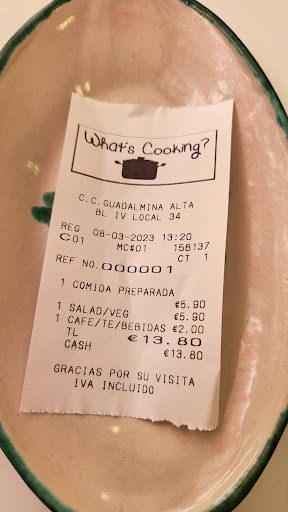 What's Cooking?
C.C.GUADALMINA ALTA
BL IV LOCAL 34
REG 08-03-2023 13:20
C01 MC#01 156137
CT 1
REF NO.000001
1 COMIDA PREPARADA
€5.90
1 SALAD/VEG €5.90
1 CAFE/TE/BEBIDAS €2.00
TL €13.80
CASH €13.80
GRACIAS POR SU VISITA
IVA INCLUIDO